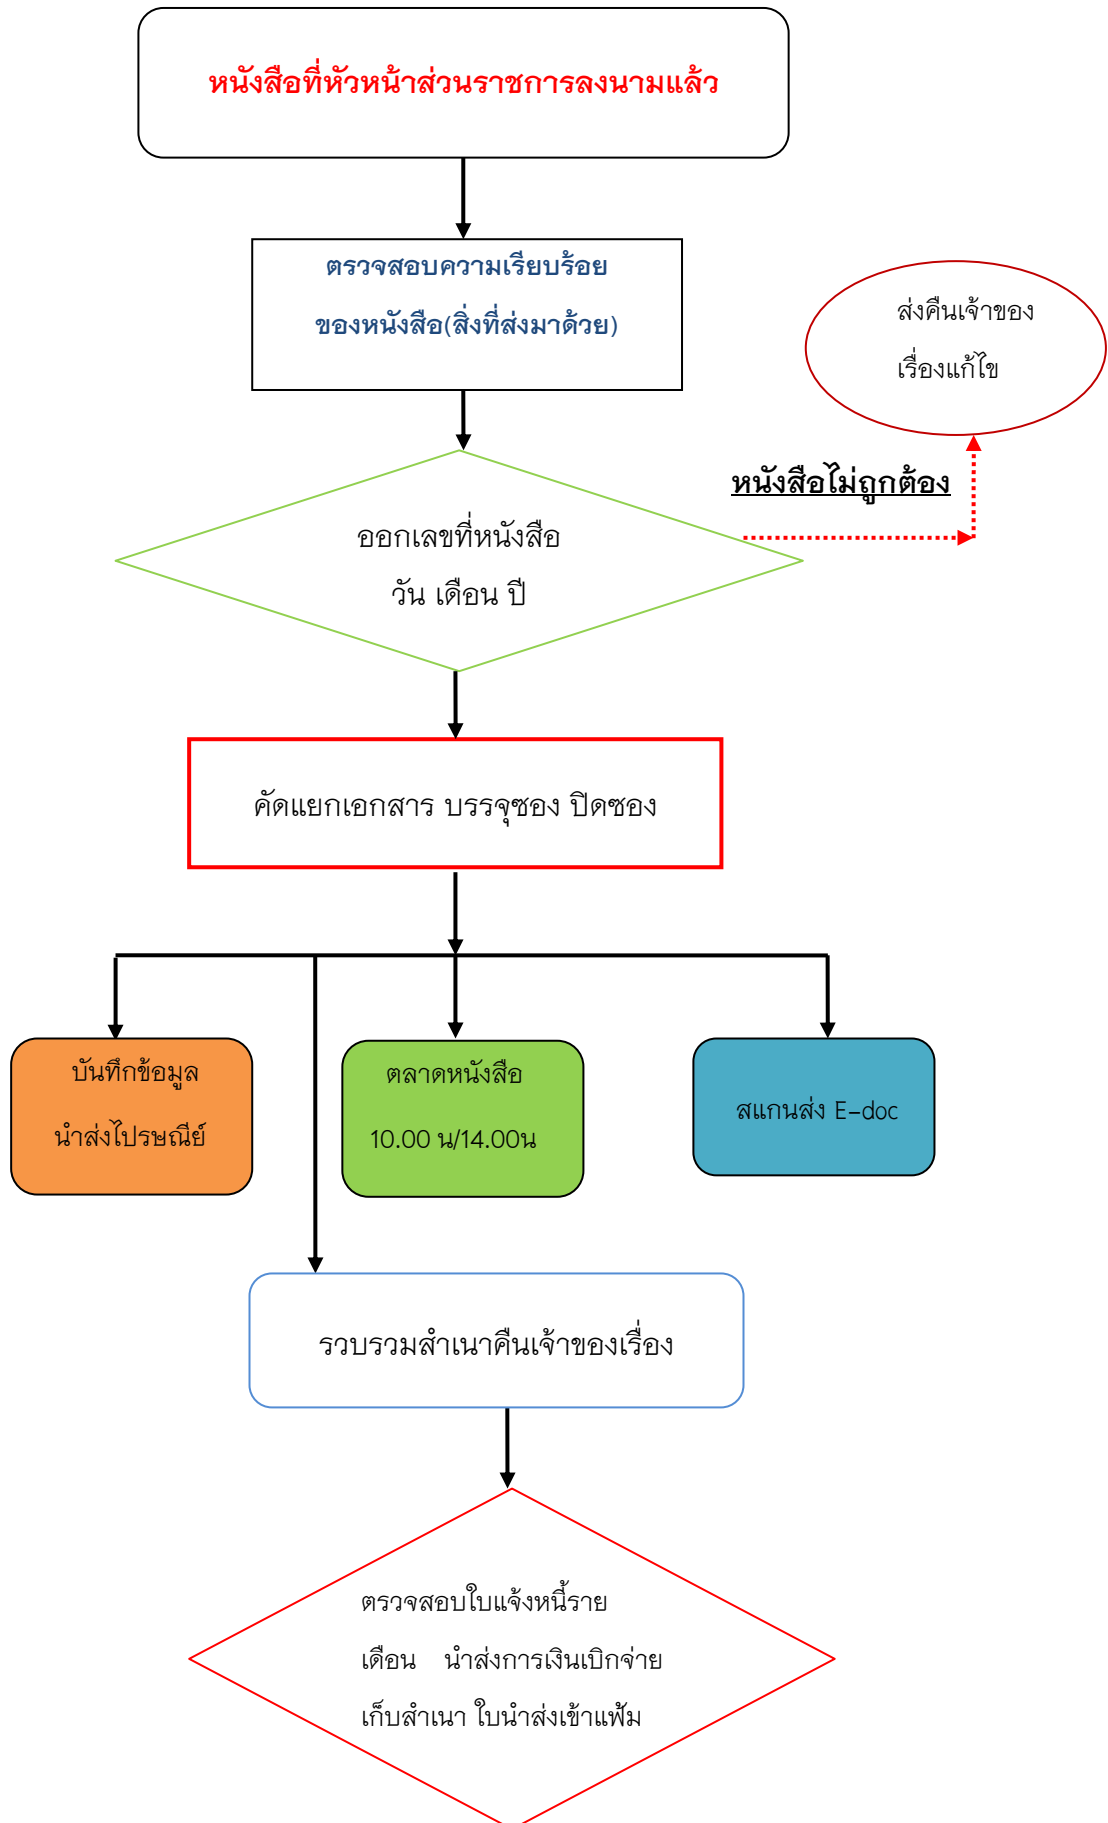 หนังสือที่หัวหน้าส่วนราชการลงนามแล้ว
ตรวจสอบความเรียบร้อย
ของหนังสือ(สิ่งที่ส่งมาด้วย)
ส่งคืนเจ้าของ
เรื่องแก้ไข
หนังสือไม่ถูกต้อง
ออกเลขที่หนังสือ
วัน เดือน ปี
คัดแยกเอกสาร บรรจุซอง ปิดซอง
บันทึกข้อมูล
นำส่งไปรษณีย์
ตลาดหนังสือ
10.00 น/14.00น
สแกนส่ง E-doc
รวบรวมสำเนาคืนเจ้าของเรื่อง
ตรวจสอบใบแจ้งหนี้ราย
เดือน นำส่งการเงินเบิกจ่าย
เก็บสำเนา ใบนำส่งเข้าแฟ้ม